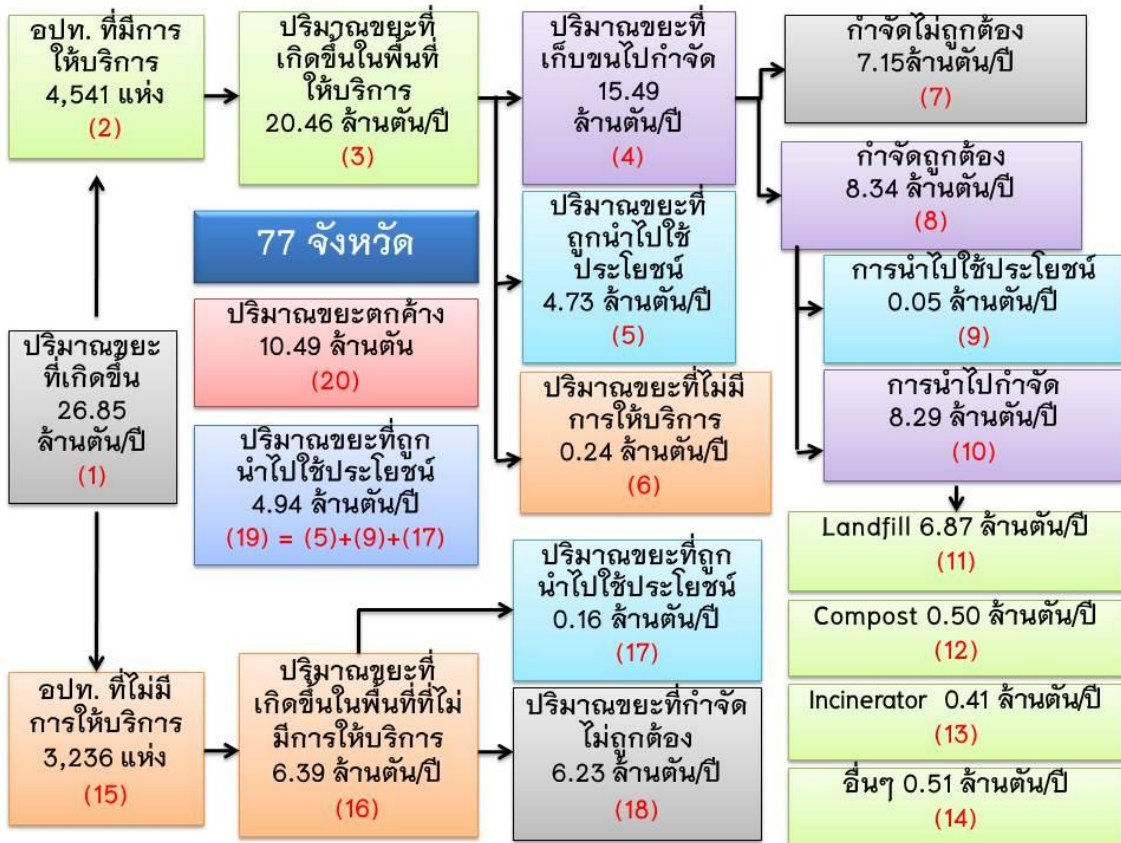 อปท. ที่มีการ
ให้บริการ
4,541 แห่ง
(2)
ปริมาณขยะที่
เกิดขึ้นในพื้นที่
ให้บริการ
20.46 ล้านตัน/ปี
(3)
ปริมาณขยะที่
เก็บขนไปกำจัด
15.49
ล้านตัน/ปี
(4)
กำจัดไม่ถูกต้อง
7.15ล้านตัน/ปี
(7)
กำจัดถูกต้อง
8.34 ล้านตัน/ปี
(8)
77 จังหวัด
ปริมาณขยะที่
ถูกนำไปใช้
ประโยชน์
4.73 ล้านตัน/ปี
(5)
การนำไปใช้ประโยชน์
0.05 ล้านตัน/ปี
(9)
ปริมาณขยะตกค้าง
10.49 ล้านตัน
(20)
ปริมาณขยะ
ที่เกิดขึ้น
26.85
ล้านตัน/ปี
(1)
ปริมาณขยะที่ไม่มี
การให้บริการ
0.24 ล้านตัน/ปี
(6)
การนำไปกำจัด
8.29 ล้านตัน/ปี
(10)
ปริมาณขยะที่ถูก
นำไปใช้ประโยชน์
4.94 ล้านตัน/ปี
(19) = (5)+(9)+(17)
Landfill 6.87 ล้านตัน/ปี
(11)
ปริมาณขยะที่ถูก
นำไปใช้ประโยชน์
0.16 ล้านตัน/ปี
(17)
Compost 0.50 ล้านตัน/ปี
(12)
อปท. ที่ไม่มี
การให้บริการ
3,236 แห่ง
(15)
ปริมาณขยะที่
เกิดขึ้นในพื้นที่ที่ไม่
มีการให้บริการ
6.39 ล้านตัน/ปี
(16)
ปริมาณขยะที่กำจัด
ไม่ถูกต้อง
6.23 ล้านตัน/ปี
(18)
Incinerator 0.41 ล้านตัน/ปี
(13)
อื่นๆ 0.51 ล้านตัน/ปี
(14)